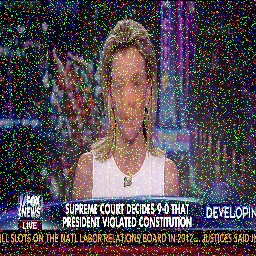 SUPREME COURT DECIDES 9-0 THAT
PRESIDENT VIOLATED CONSTITUTION
DEVELOPIN
FOX
NEWS
LIVE
ILL SLOTS ON THE NAT'L LABOR RELATIONS BOARD IN 2012... JUSTICES SAID IN